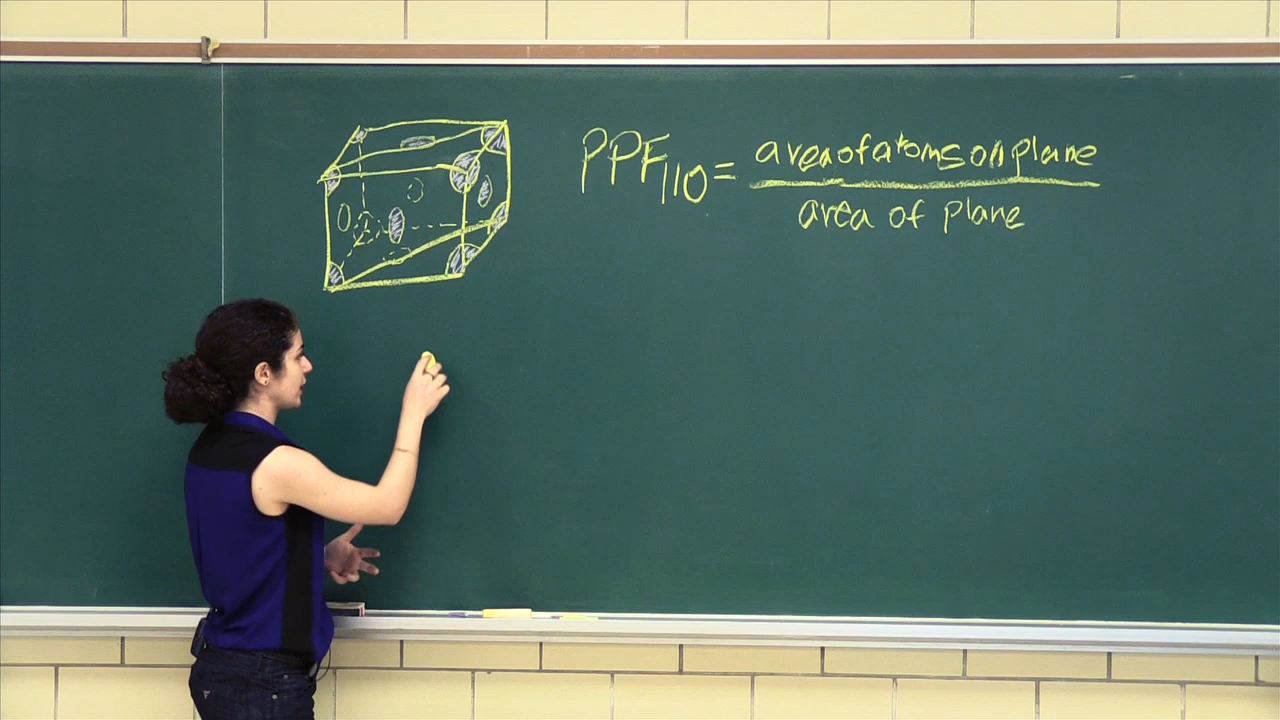 PPF110 = area of atoms on plane
area of plane